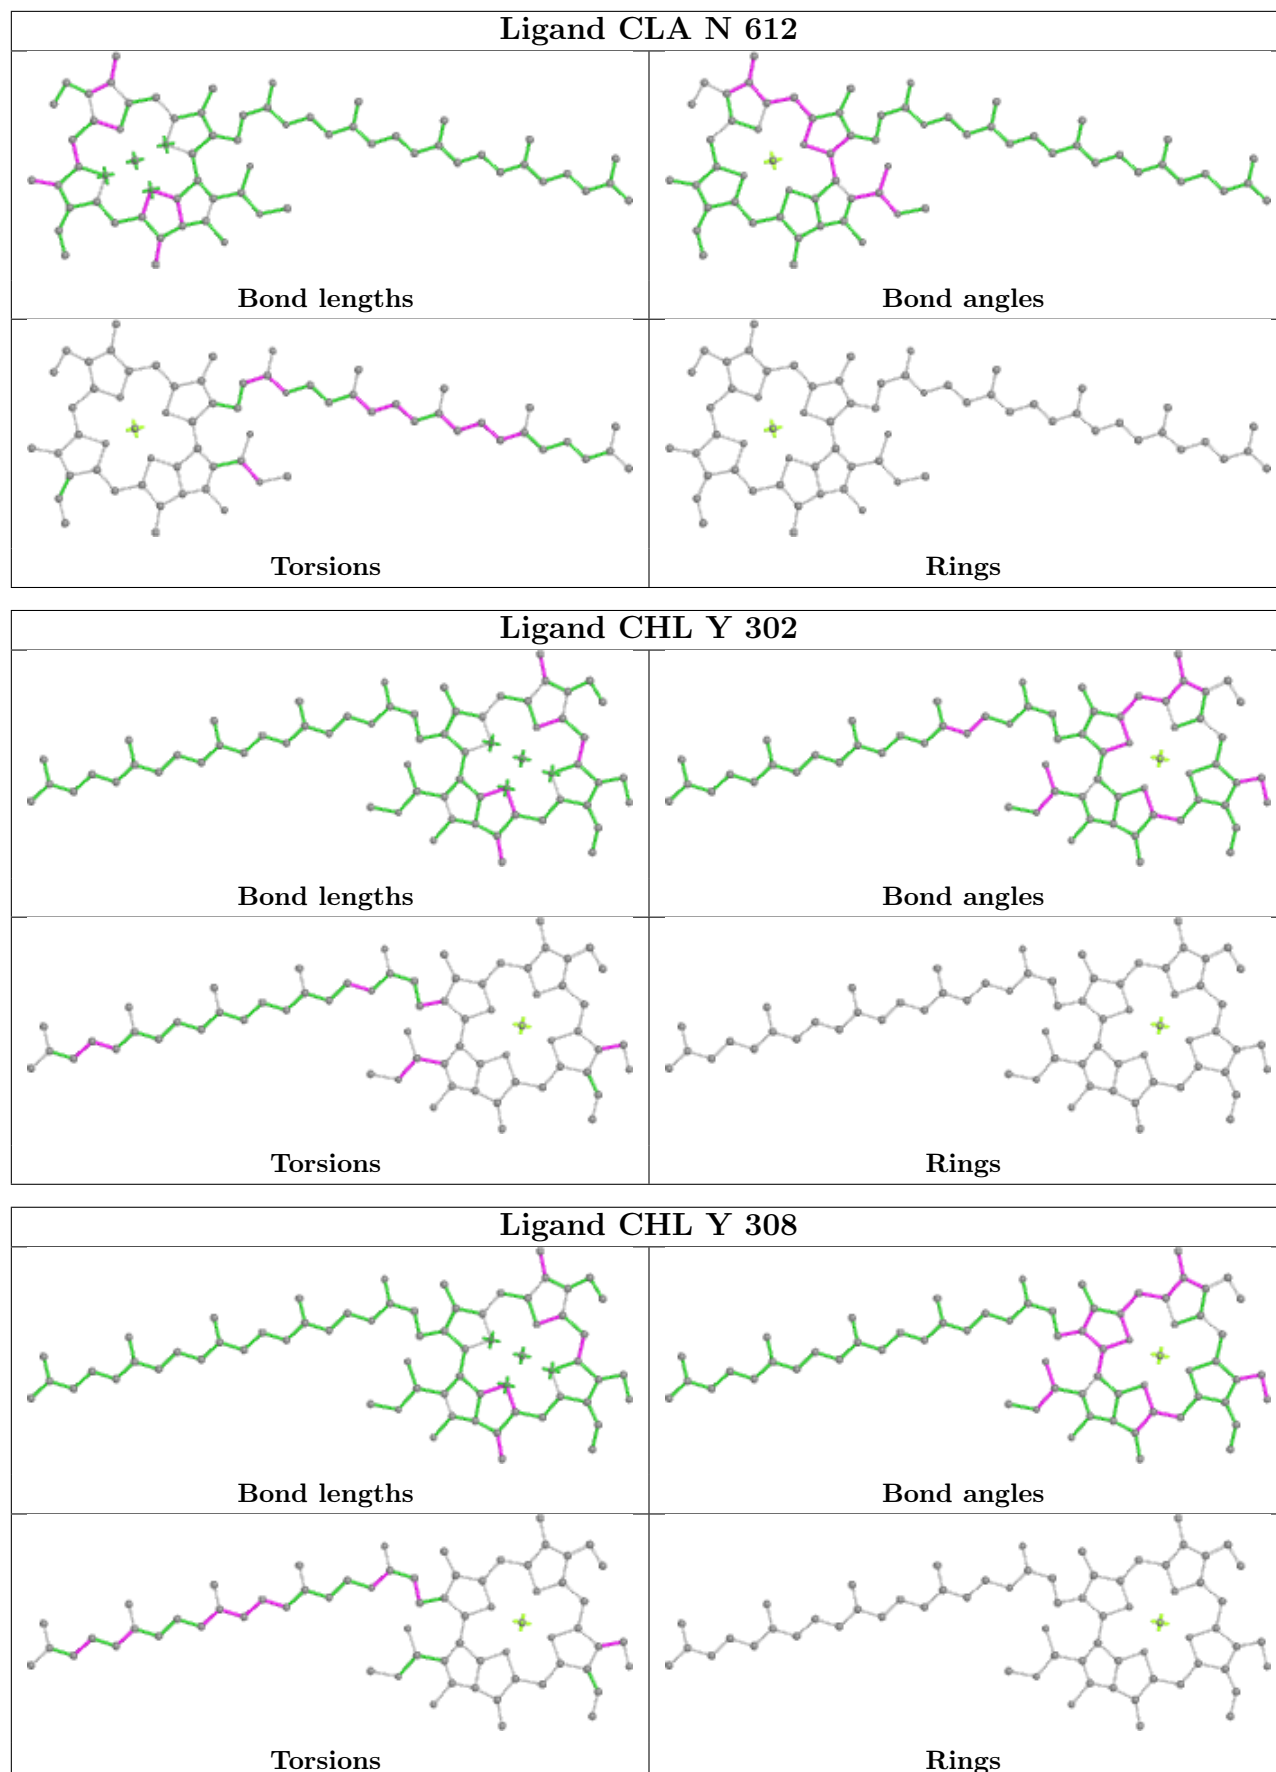 Ligand CLA N 612
Bond lengths
Bond angles
Torsions
Rings
Ligand CHL Y 302
Bond lengths
Bond angles
Torsions
Rings
Ligand CHL Y 308
Bond lengths
Bond angles
Torsions
Rings